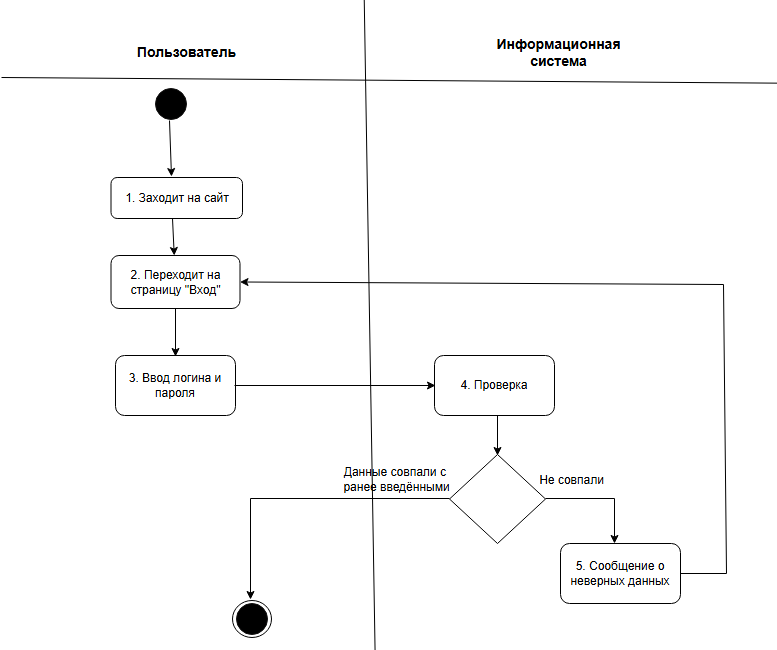 Пользователь
Информационная
система
1. Заходит на сайт
2. Переходит на
страницу "Вход"
3. Ввод логина и
пароля
4. Проверка
Данные совпали с
ранее введёнными
Не совпали
5. Сообщение о
неверных данных